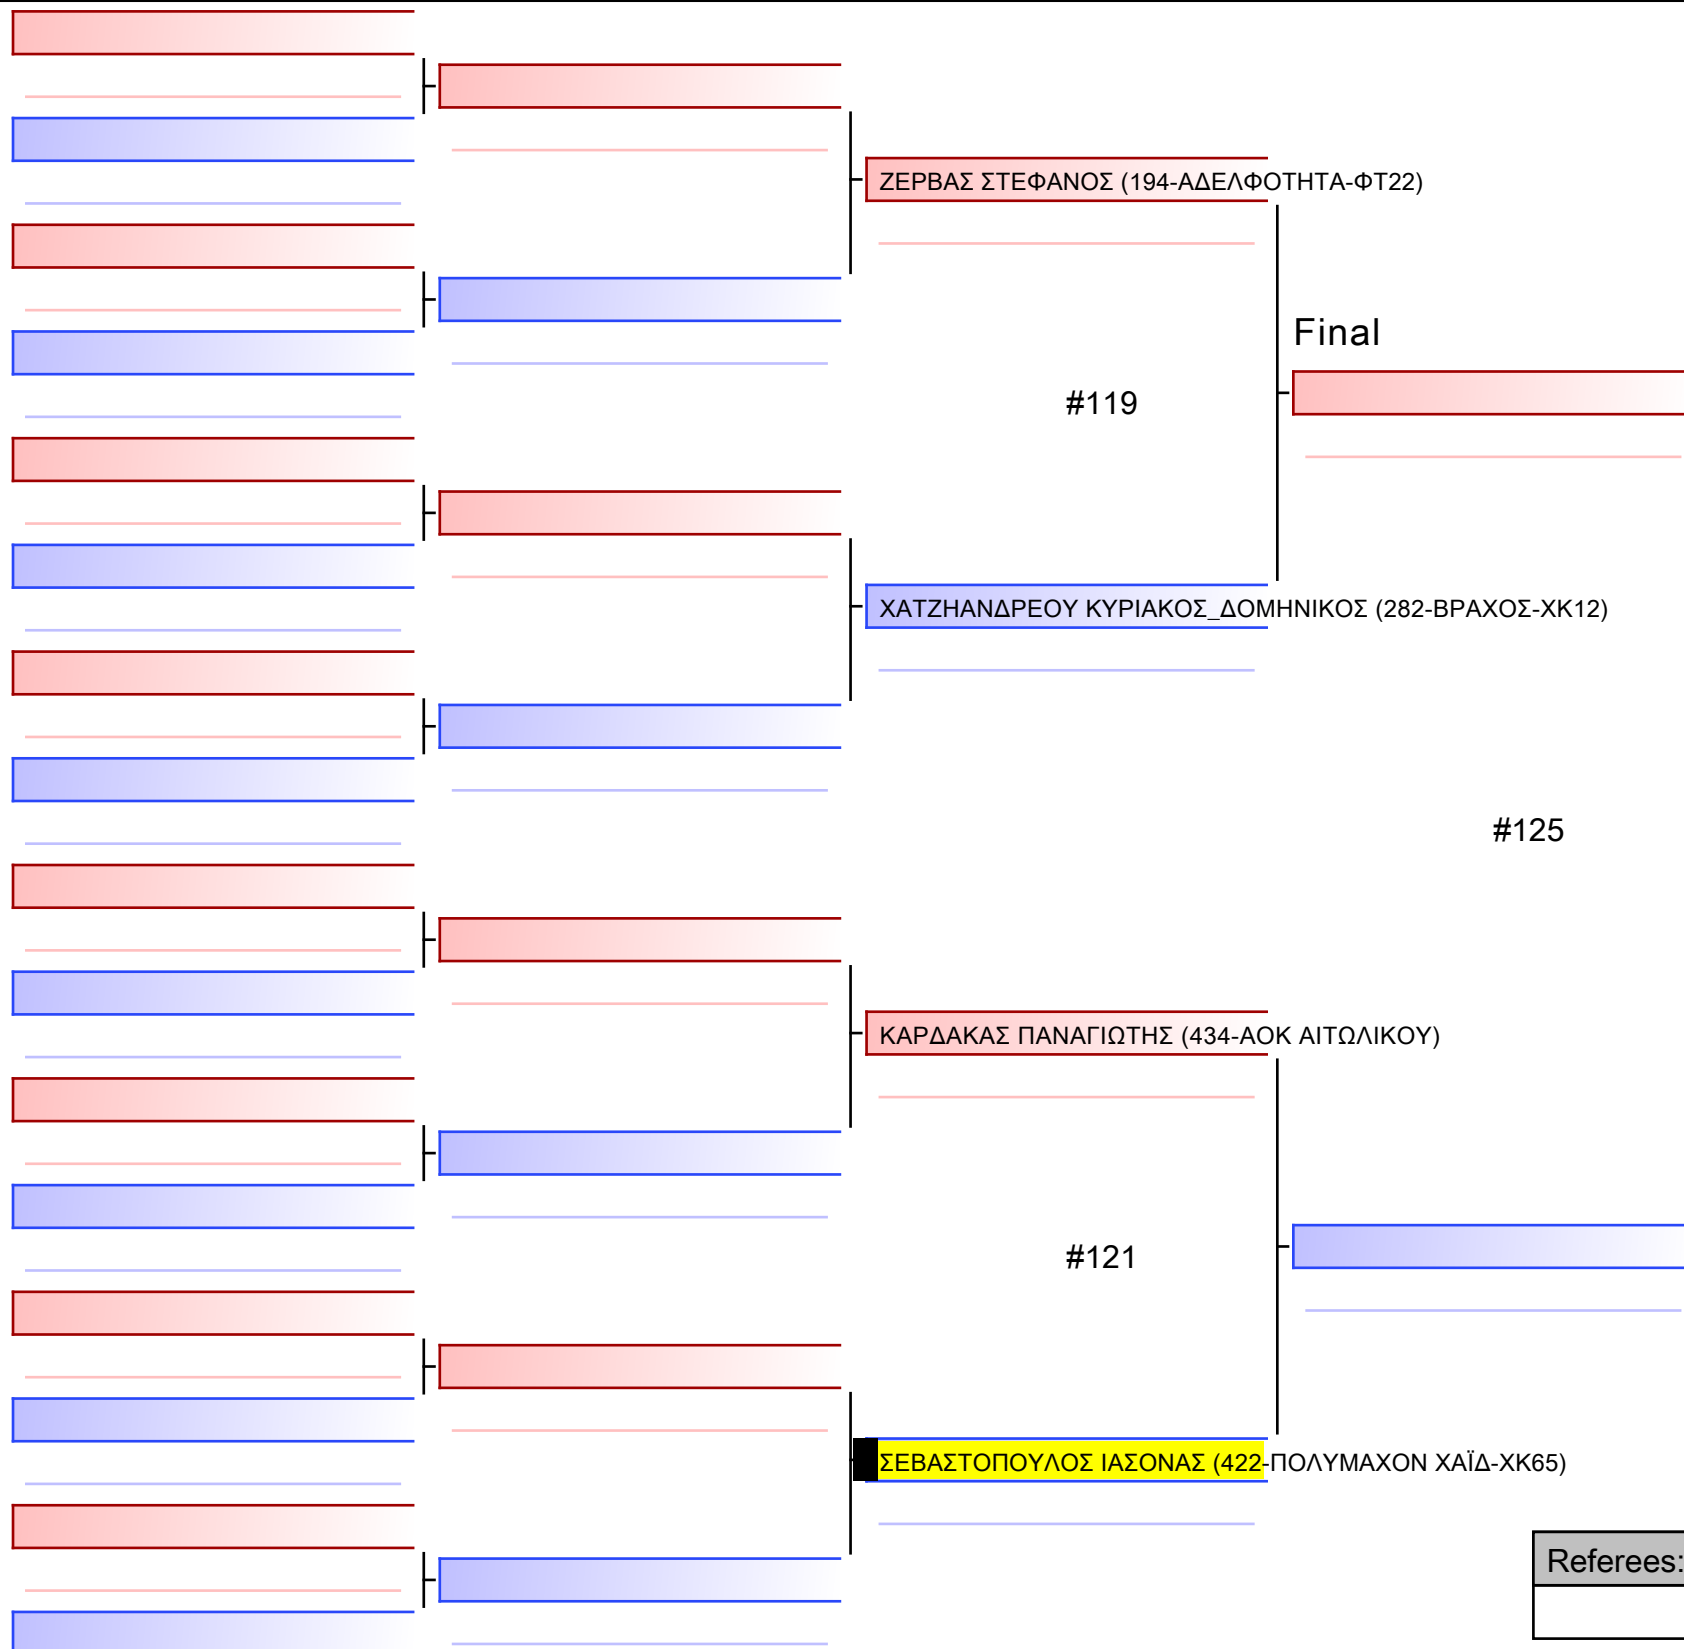 ΖΕΡΒΑΣ ΣΤΕΦΑΝΟΣ (194-ΑΔΕΛΦΟΤΗΤΑ-ΦΤ22)
Final
#119
ΧΑΤΖΗΑΝΔΡΕΟΥ ΚΥΡΙΑΚΟΣ_ΔΟΜΗΝΙΚΟΣ (282-ΒΡΑΧΟΣ-ΧΚ12)
#125
ΚΑΡΔΑΚΑΣ ΠΑΝΑΓΙΩΤΗΣ (434-ΑΟΚ ΑΙΤΩΛΙΚΟΥ)
#121
ΣΕΒΑΣΤΟΠΟΥΛΟΣ ΙΑΣΟΝΑΣ (422-ΠΟΛΥΜΑΧΟΝ ΧΑΪΔ-ΧΚ65)
Referees: